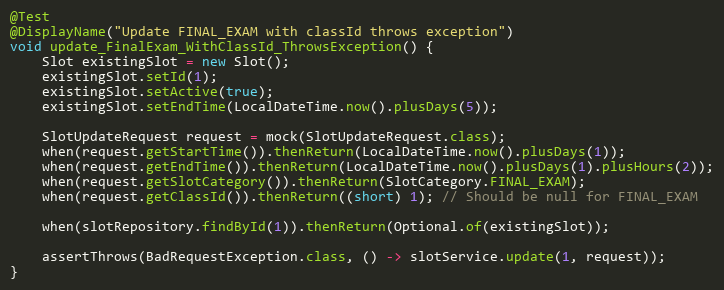 @Test
@DisplayName("Update FINAL_EXAM with classId throws exception")
void update_FinalExam_WithClassId_ThrowsException() {
    Slot existingSlot = new Slot();
    existingSlot.setId(1);
    existingSlot.setActive(true);
    existingSlot.setEndTime(LocalDateTime.now().plusDays(5));

    SlotUpdateRequest request = mock(SlotUpdateRequest.class);
    when(request.getStartTime()).thenReturn(LocalDateTime.now().plusDays(1));
    when(request.getEndTime()).thenReturn(LocalDateTime.now().plusDays(1).plusHours(2));
    when(request.getSlotCategory()).thenReturn(SlotCategory.FINAL_EXAM);
    when(request.getClassId()).thenReturn((short) 1); // Should be null for FINAL_EXAM

    when(slotRepository.findById(1)).thenReturn(Optional.of(existingSlot));

    assertThrows(BadRequestException.class, () -> slotService.update(1, request));
}